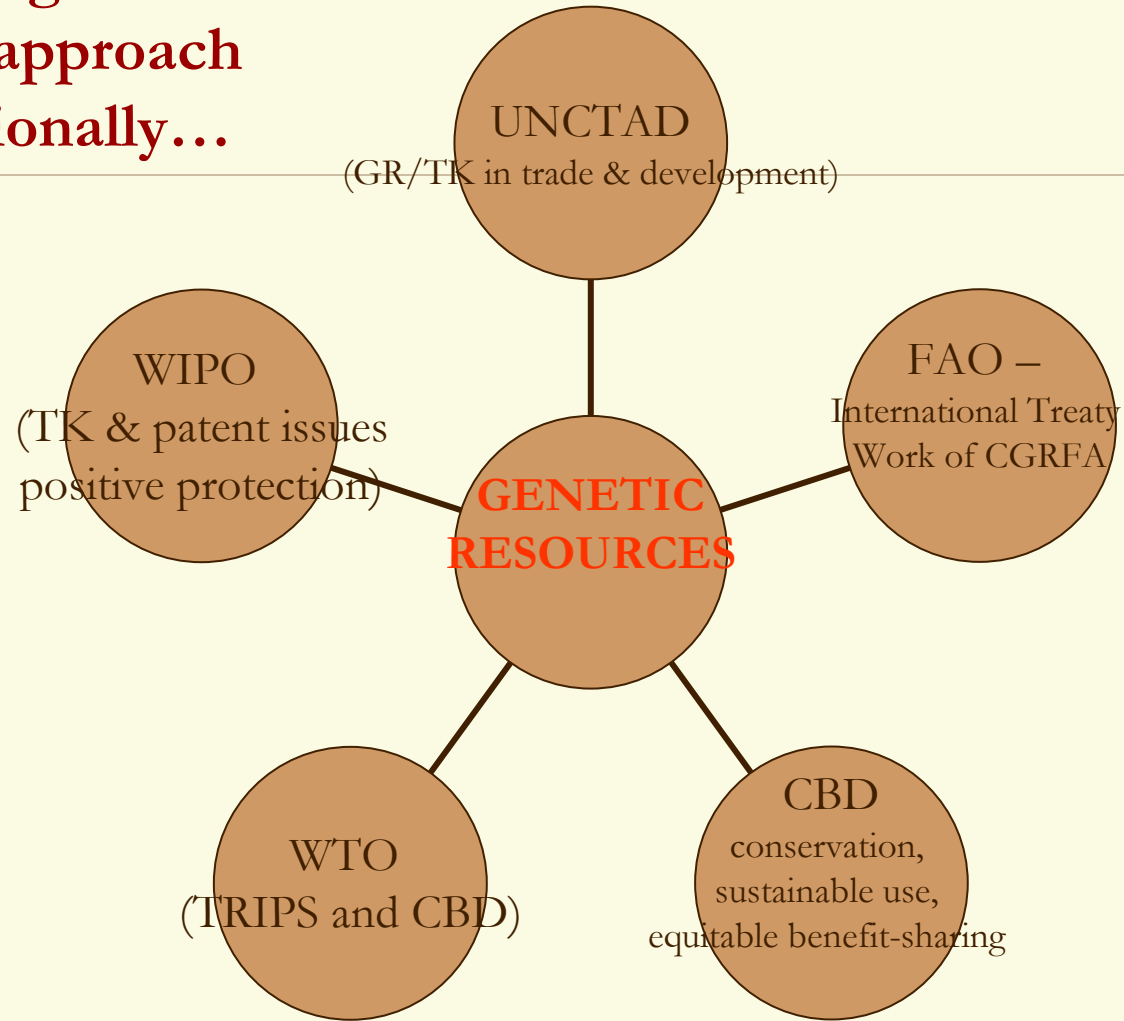 approach
UNCTAD
(GR/TK in trade & development)
WIPO
(TK & patent issues
positive protection)
FAO –
International Treaty
Work of CGRFA
GENETIC
RESOURCES
WTO
(TRIPS and CBD)
CBD
conservation,
sustainable use,
equitable benefit-sharing